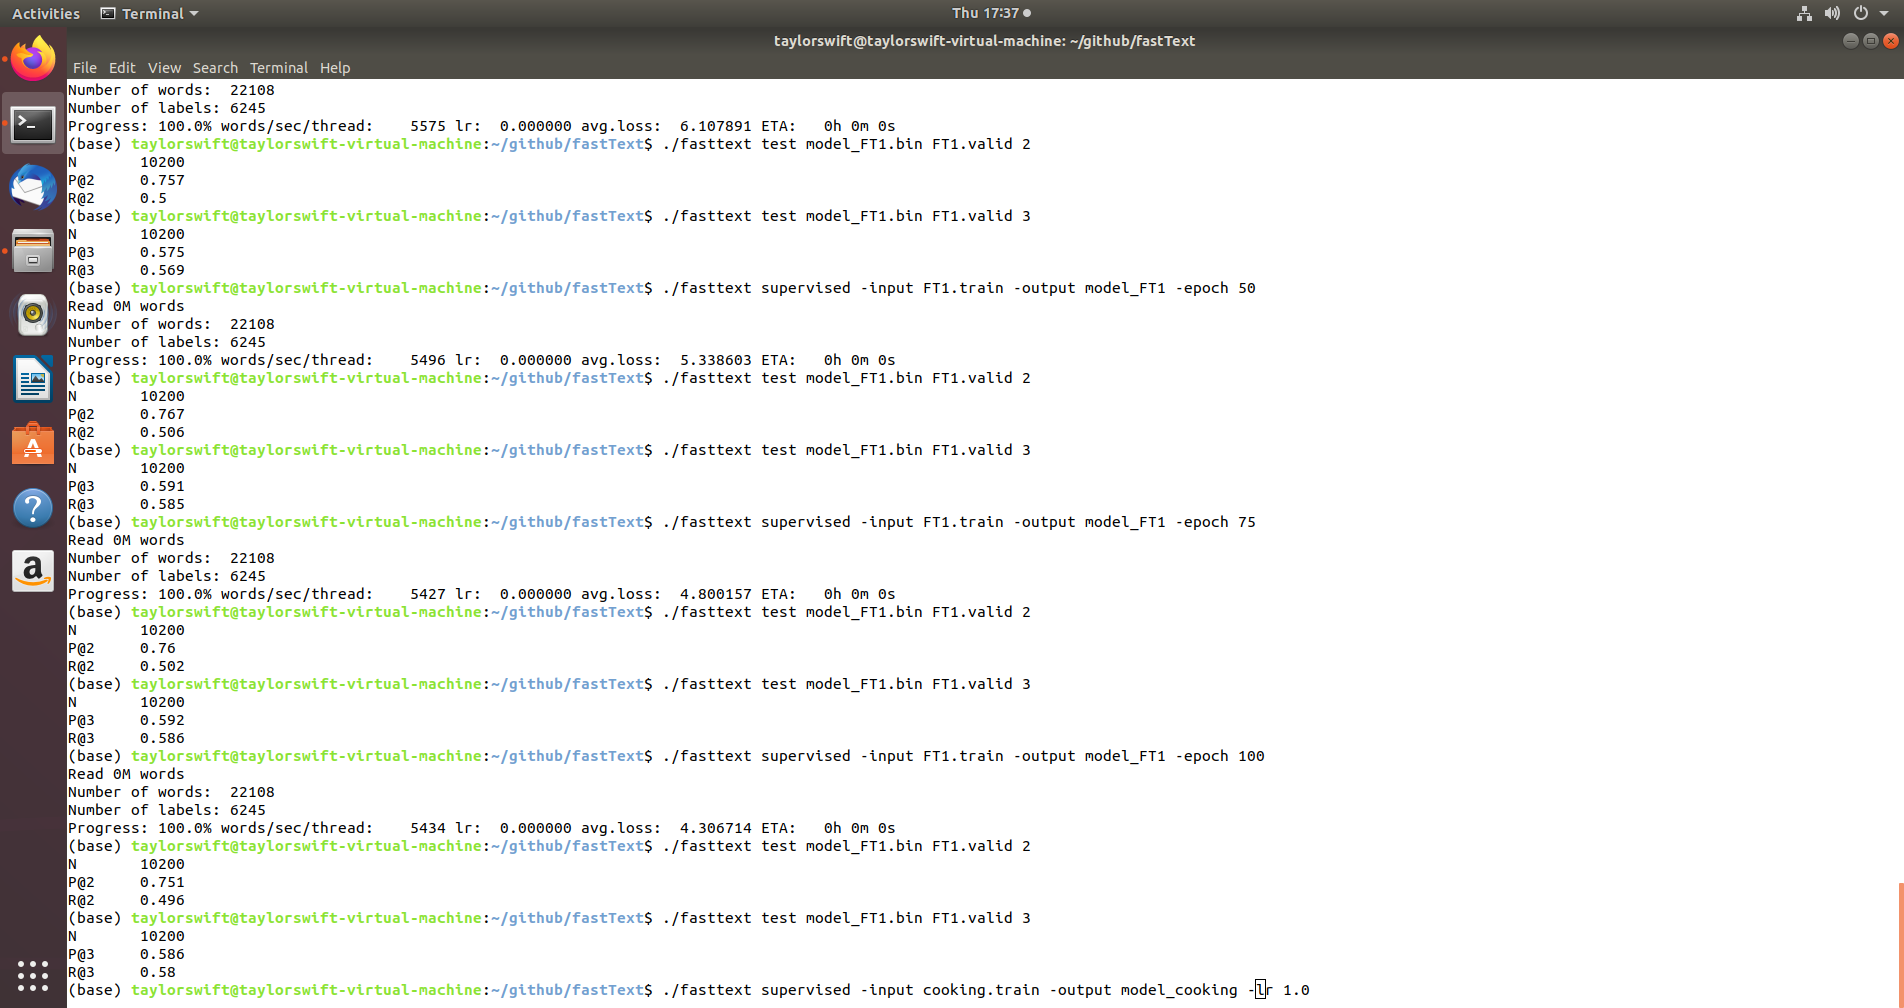 Activities Terminal Thu 17:37
taylorswift@taylorswift-virtual-machine: ~/github/fastText
File Edit View Search Terminal Help
Number of words:  22108
Number of labels: 6245
Progress: 100.0% words/sec/thread:    5575 lr:  0.000000 avg.loss:  6.107891 ETA:   0h 0m 0s
(base) taylorswift@taylorswift-virtual-machine:~/github/fastText$ ./fasttext test model_FT1.bin FT1.valid 2
N       10200
P@2     0.757
R@2     0.5
(base) taylorswift@taylorswift-virtual-machine:~/github/fastText$ ./fasttext test model_FT1.bin FT1.valid 3
N       10200
P@3     0.575
R@3     0.569
(base) taylorswift@taylorswift-virtual-machine:~/github/fastText$ ./fasttext supervised -input FT1.train -output model_FT1 -epoch 50
Read 0M words
Number of words:  22108
Number of labels: 6245
Progress: 100.0% words/sec/thread:    5496 lr:  0.000000 avg.loss:  5.338603 ETA:   0h 0m 0s
(base) taylorswift@taylorswift-virtual-machine:~/github/fastText$ ./fasttext test model_FT1.bin FT1.valid 2
N       10200
P@2     0.767
R@2     0.506
(base) taylorswift@taylorswift-virtual-machine:~/github/fastText$ ./fasttext test model_FT1.bin FT1.valid 3
N       10200
P@3     0.591
R@3     0.585
(base) taylorswift@taylorswift-virtual-machine:~/github/fastText$ ./fasttext supervised -input FT1.train -output model_FT1 -epoch 75
Read 0M words
Number of words:  22108
Number of labels: 6245
Progress: 100.0% words/sec/thread:    5427 lr:  0.000000 avg.loss:  4.800157 ETA:   0h 0m 0s
(base) taylorswift@taylorswift-virtual-machine:~/github/fastText$ ./fasttext test model_FT1.bin FT1.valid 2
N       10200
P@2     0.76
R@2     0.502
(base) taylorswift@taylorswift-virtual-machine:~/github/fastText$ ./fasttext test model_FT1.bin FT1.valid 3
N       10200
P@3     0.592
R@3     0.586
(base) taylorswift@taylorswift-virtual-machine:~/github/fastText$ ./fasttext supervised -input FT1.train -output model_FT1 -epoch 100
Read 0M words
Number of words:  22108
Number of labels: 6245
Progress: 100.0% words/sec/thread:    5434 lr:  0.000000 avg.loss:  4.306714 ETA:   0h 0m 0s
(base) taylorswift@taylorswift-virtual-machine:~/github/fastText$ ./fasttext test model_FT1.bin FT1.valid 2
N       10200
P@2     0.751
R@2     0.496
(base) taylorswift@taylorswift-virtual-machine:~/github/fastText$ ./fasttext test model_FT1.bin FT1.valid 3
N       10200
P@3     0.586
R@3     0.58
(base) taylorswift@taylorswift-virtual-machine:~/github/fastText$ ./fasttext supervised -input cooking.train -output model_cooking -lr 1.0